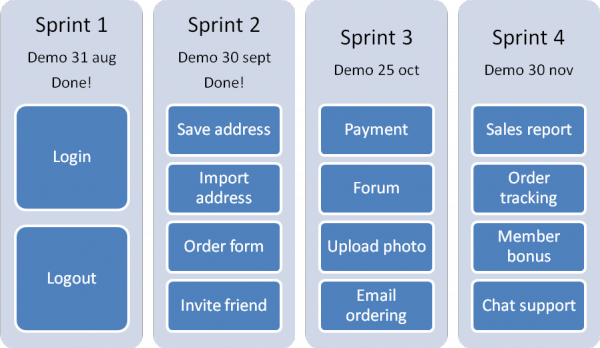 Sprint 1
Demo 31 aug
Done!
Login
Logout
Sprint 2
Demo 30 sept
Done!
Save address
Import
address
Order form
Invite friend
Sprint 3
Demo 25 oct
Payment
Forum
Upload photo
Email
ordering
Sprint 4
Demo 30 nov
Sales report
Order
tracking
Member
bonus
Chat support